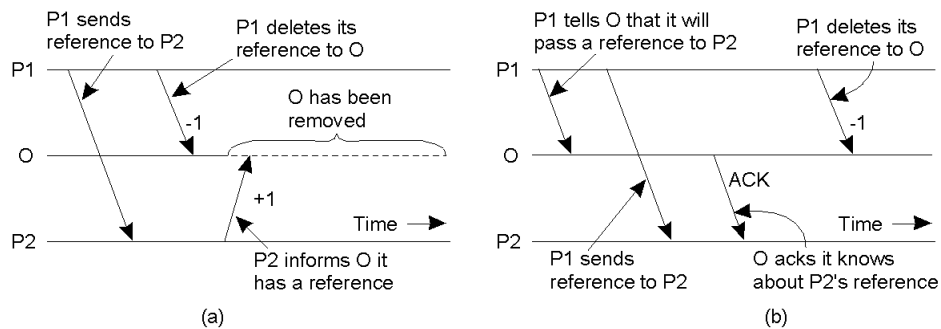 P1 sends
reference to P2
P1 deletes its
reference to O
P1
O has been
removed
-1
O
+1
Time
P2
P2 informs O it
has a reference
(a)
P1 tells O that it will
pass a reference to P2
P1 deletes its
reference to O
P1
-1
O
ACK
Time
P2
P1 sends
reference to P2
O acks it knows
about P2's reference
(b)